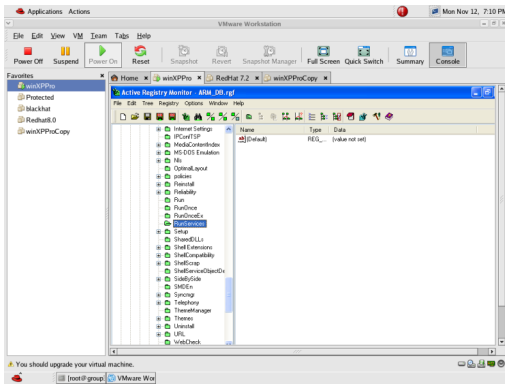 Applications Actions
Mon Nov 12, 7:10 PM
VMware Workstation
File Edit View VM Team Tabs Help
Power Off Suspend Power On Reset Snapshot Revert Snapshot Manager Full Screen Quick Switch Summary Console
Favorites
Home winXPPro RedHat 7.2 winXPProCopy
winXPPro
Protected
blackhat
Redhat8.0
winXPProCopy
Active Registry Monitor - ARM_DB.rgf
File Edit Tree Registry Options Window Help
Internet Settings
IPConfTSP
MediaContentIndex
MS-DOS Emulation
Nls
OptimalLayout
policies
Reinstall
Reliability
Run
RunOnce
RunOnceEx
RunServices
Setup
SharedDLLs
Shell Extensions
ShellCompatibility
ShellScrap
ShellServiceObjectDe
SideBySide
SMDEn
Syncmgr
Telephony
ThemeManager
Themes
Uninstall
URL
WebCheck
Name Type Data
(Default) REG_... (value not set)
You should upgrade your virtual machine.
[root@group VMware Wor